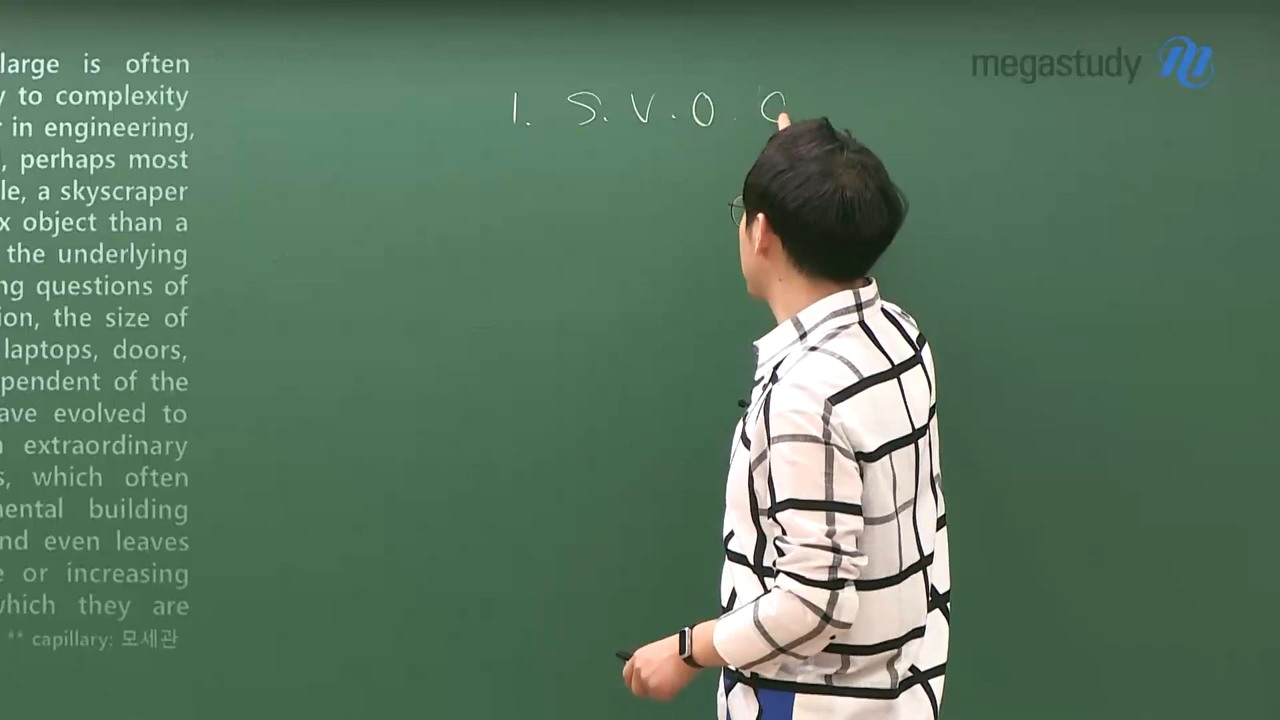 large is often
y to complexity
r in engineering,
, perhaps most
le, a skyscraper
x object than a
the underlying
ng questions of
ion, the size of
laptops, doors,
pendent of the
ave evolved to
n extraordinary
s, which often
mental building
nd even leaves
e or increasing
which they are
** capillary: 모세관
1. S. V. O. C
megastudy